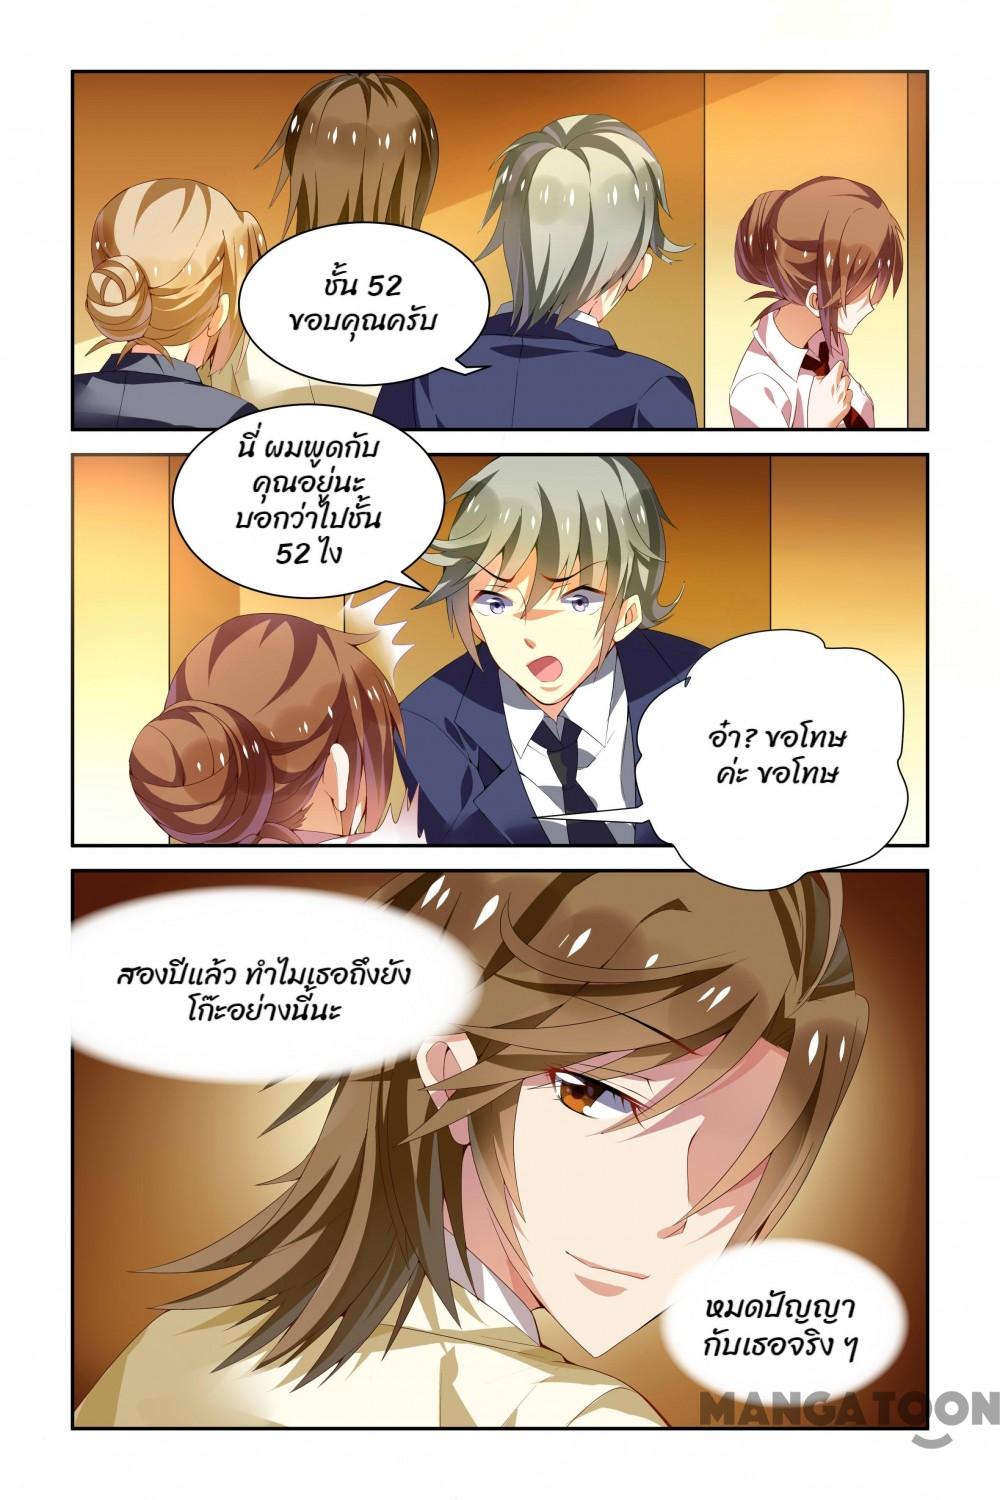 ชั้น 52
ขอบคุณครับ
นี่ ผมพูดกับ
คุณอยู่นะ
บอกว่าไปชั้น
52 ไง
อ๋า? ขอโทษ
ค่ะ ขอโทษ
สองปีแล้ว ทำไมเธอถึงยัง
โก๊ะอย่างนี้นะ
หมดปัญญา
กับเธอจริง ๆ
MANGATOON